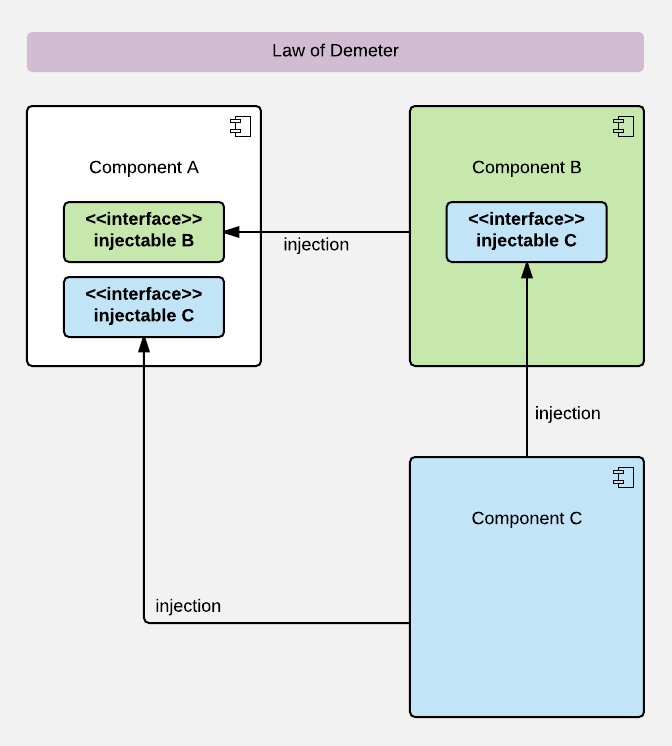 Law of Demeter
Component A
<<interface>>
injectable B
<<interface>>
injectable C
injection
Component B
<<interface>>
injectable C
injection
Component C
injection